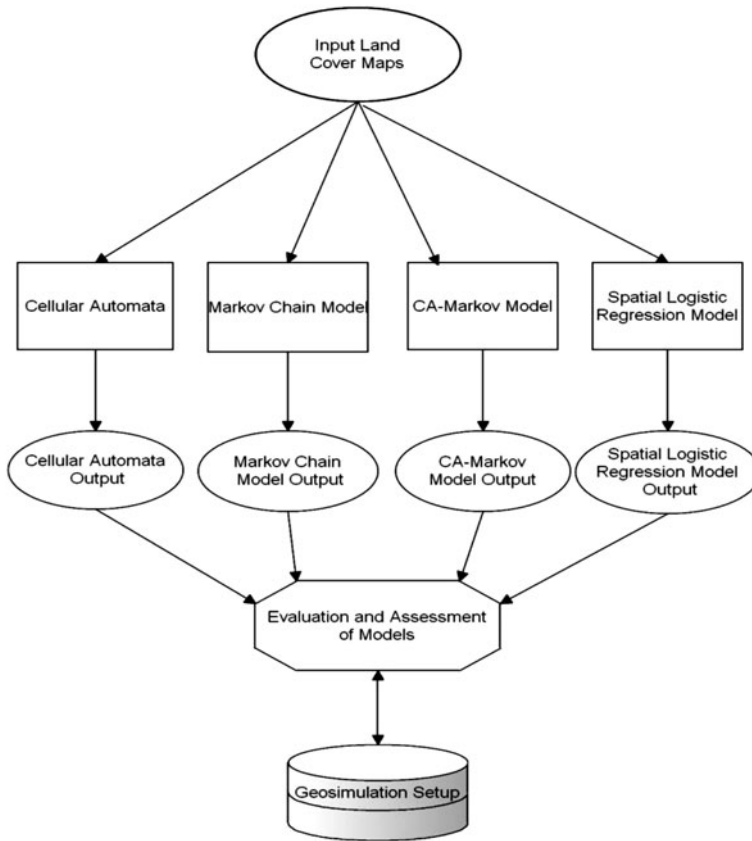 Input Land
Cover Maps
Cellular Automata
Markov Chain Model
CA-Markov Model
Spatial Logistic
Regression Model
Cellular Automata
Output
Markov Chain
Model Output
CA-Markov
Model Output
Spatial Logistic
Regression Model
Output
Evaluation and Assessment
of Models
Geosimulation Setup